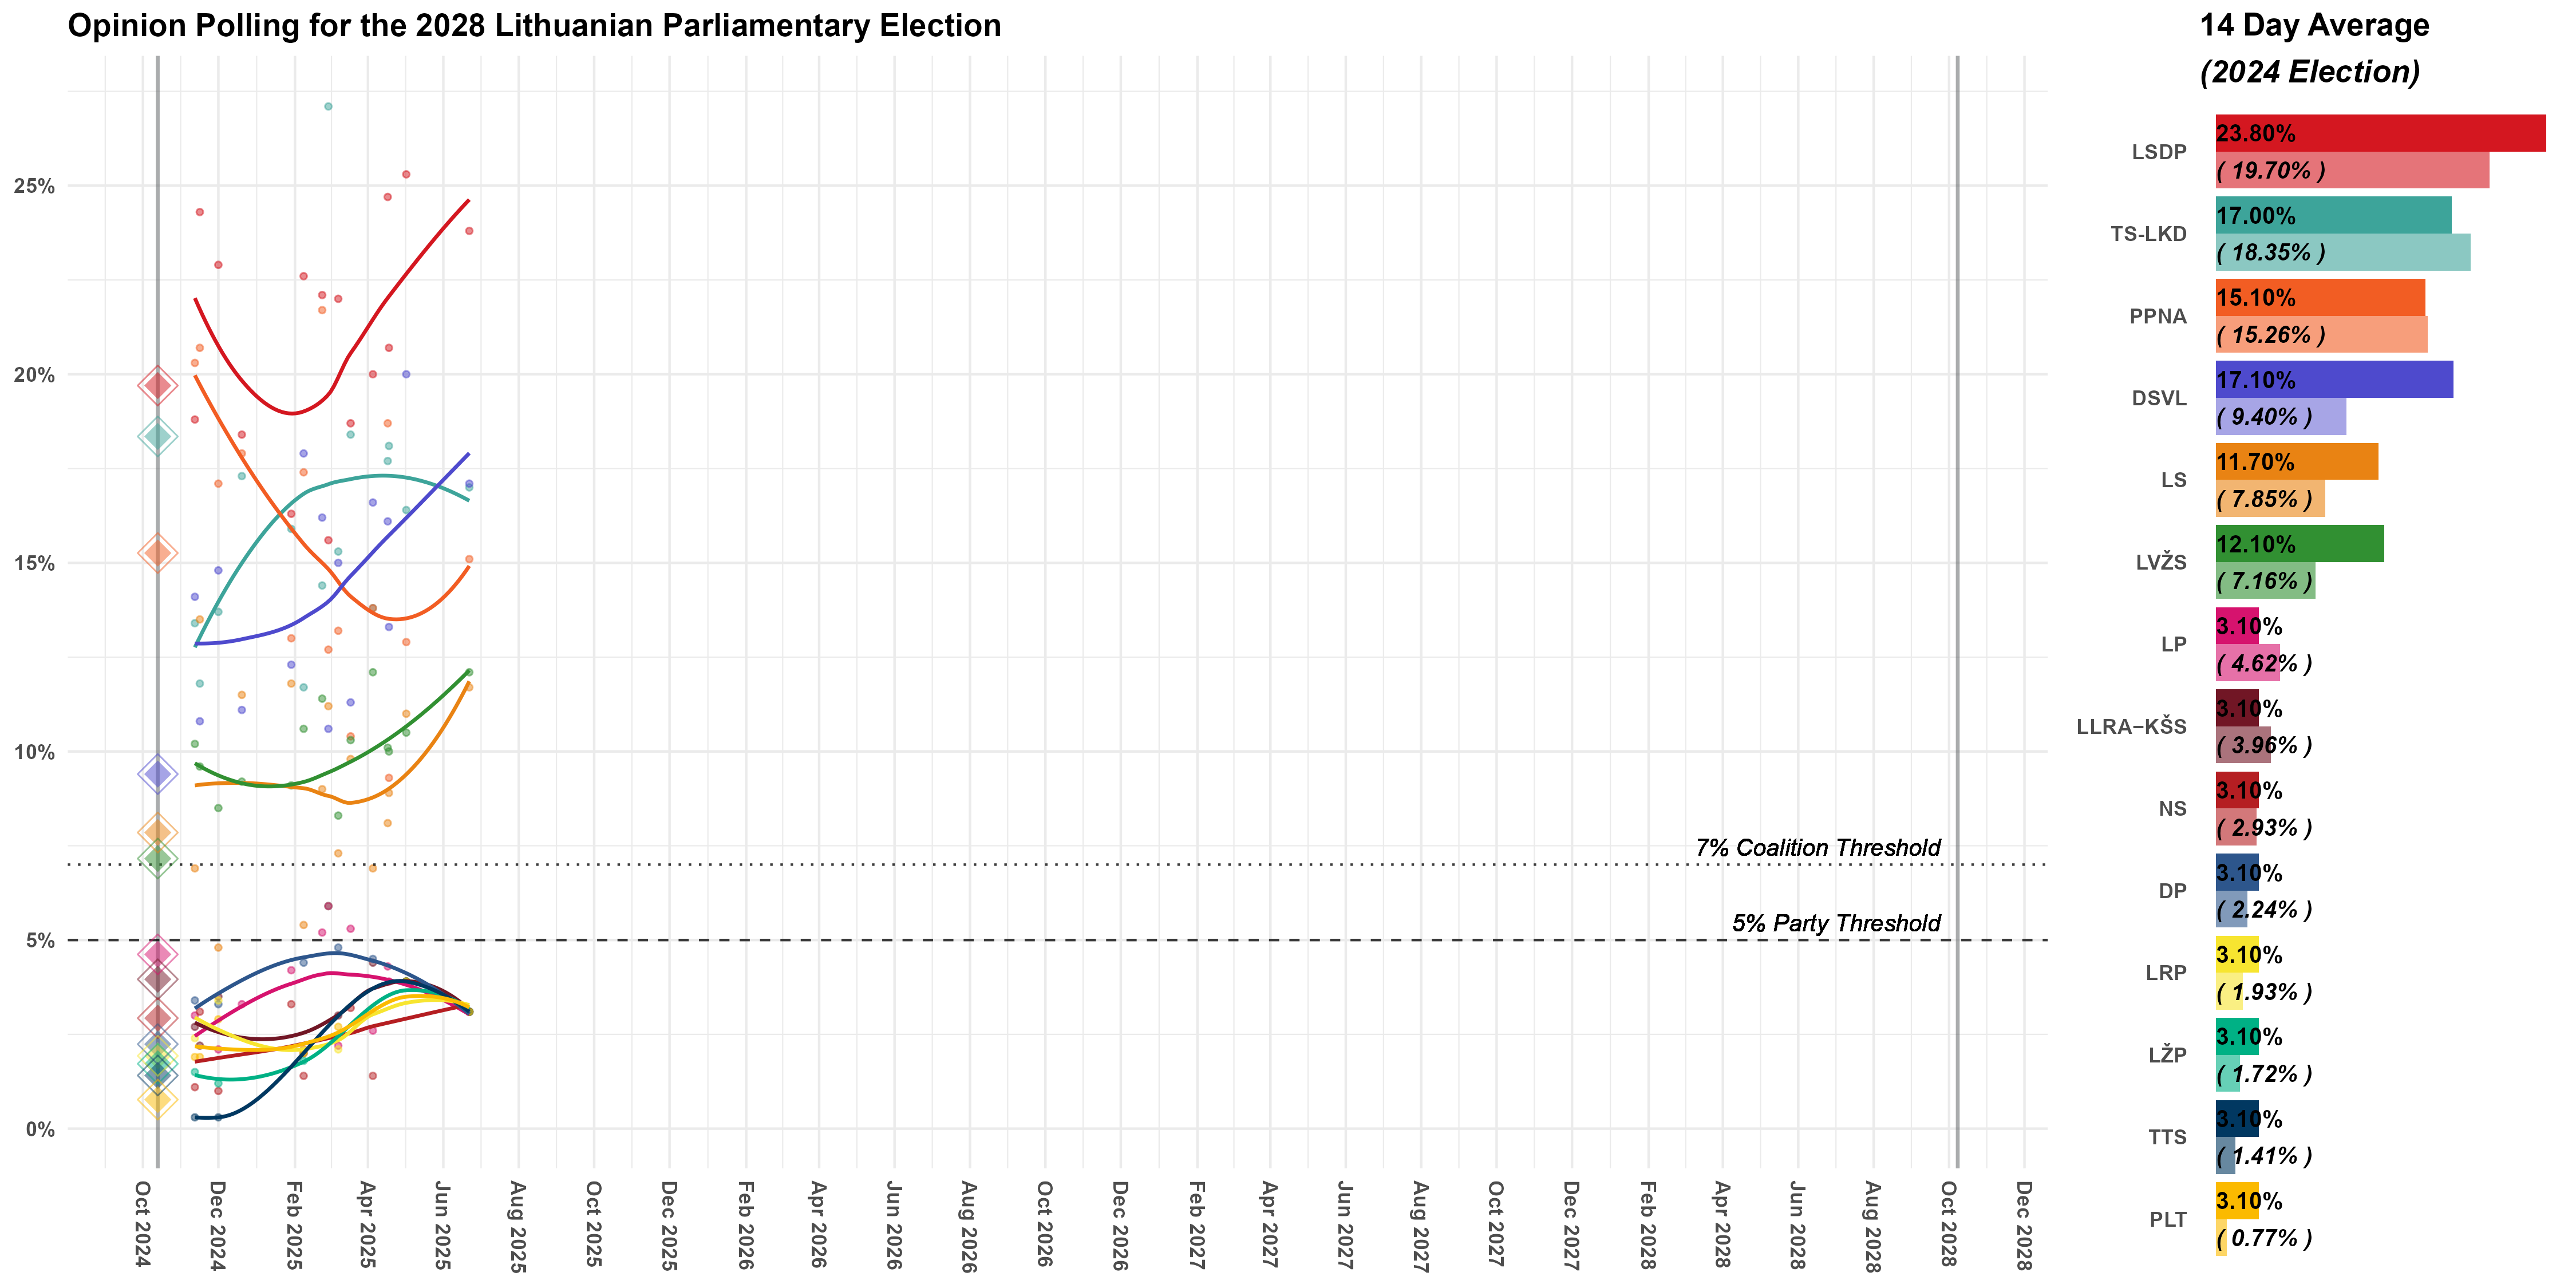 Opinion Polling for the 2028 Lithuanian Parliamentary Election
14 Day Average
(2024 Election)
25%
20%
15%
10%
5%
0%
7% Coalition Threshold
5% Party Threshold
Oct 2024
Dec 2024
Feb 2025
Apr 2025
Jun 2025
Aug 2025
Oct 2025
Dec 2025
Feb 2026
Apr 2026
Jun 2026
Aug 2026
Oct 2026
Dec 2026
Feb 2027
Apr 2027
Jun 2027
Aug 2027
Oct 2027
Dec 2027
Feb 2028
Apr 2028
Jun 2028
Aug 2028
Oct 2028
Dec 2028
LSDP
23.80%
( 19.70% )
TS-LKD
17.00%
( 18.35% )
PPNA
15.10%
( 15.26% )
DSVL
17.10%
( 9.40% )
LS
11.70%
( 7.85% )
LVŽS
12.10%
( 7.16% )
LP
3.10%
( 4.62% )
LLRA−KŠS
3.10%
( 3.96% )
NS
3.10%
( 2.93% )
DP
3.10%
( 2.24% )
LRP
3.10%
( 1.93% )
LŽP
3.10%
( 1.72% )
TTS
3.10%
( 1.41% )
PLT
3.10%
( 0.77% )